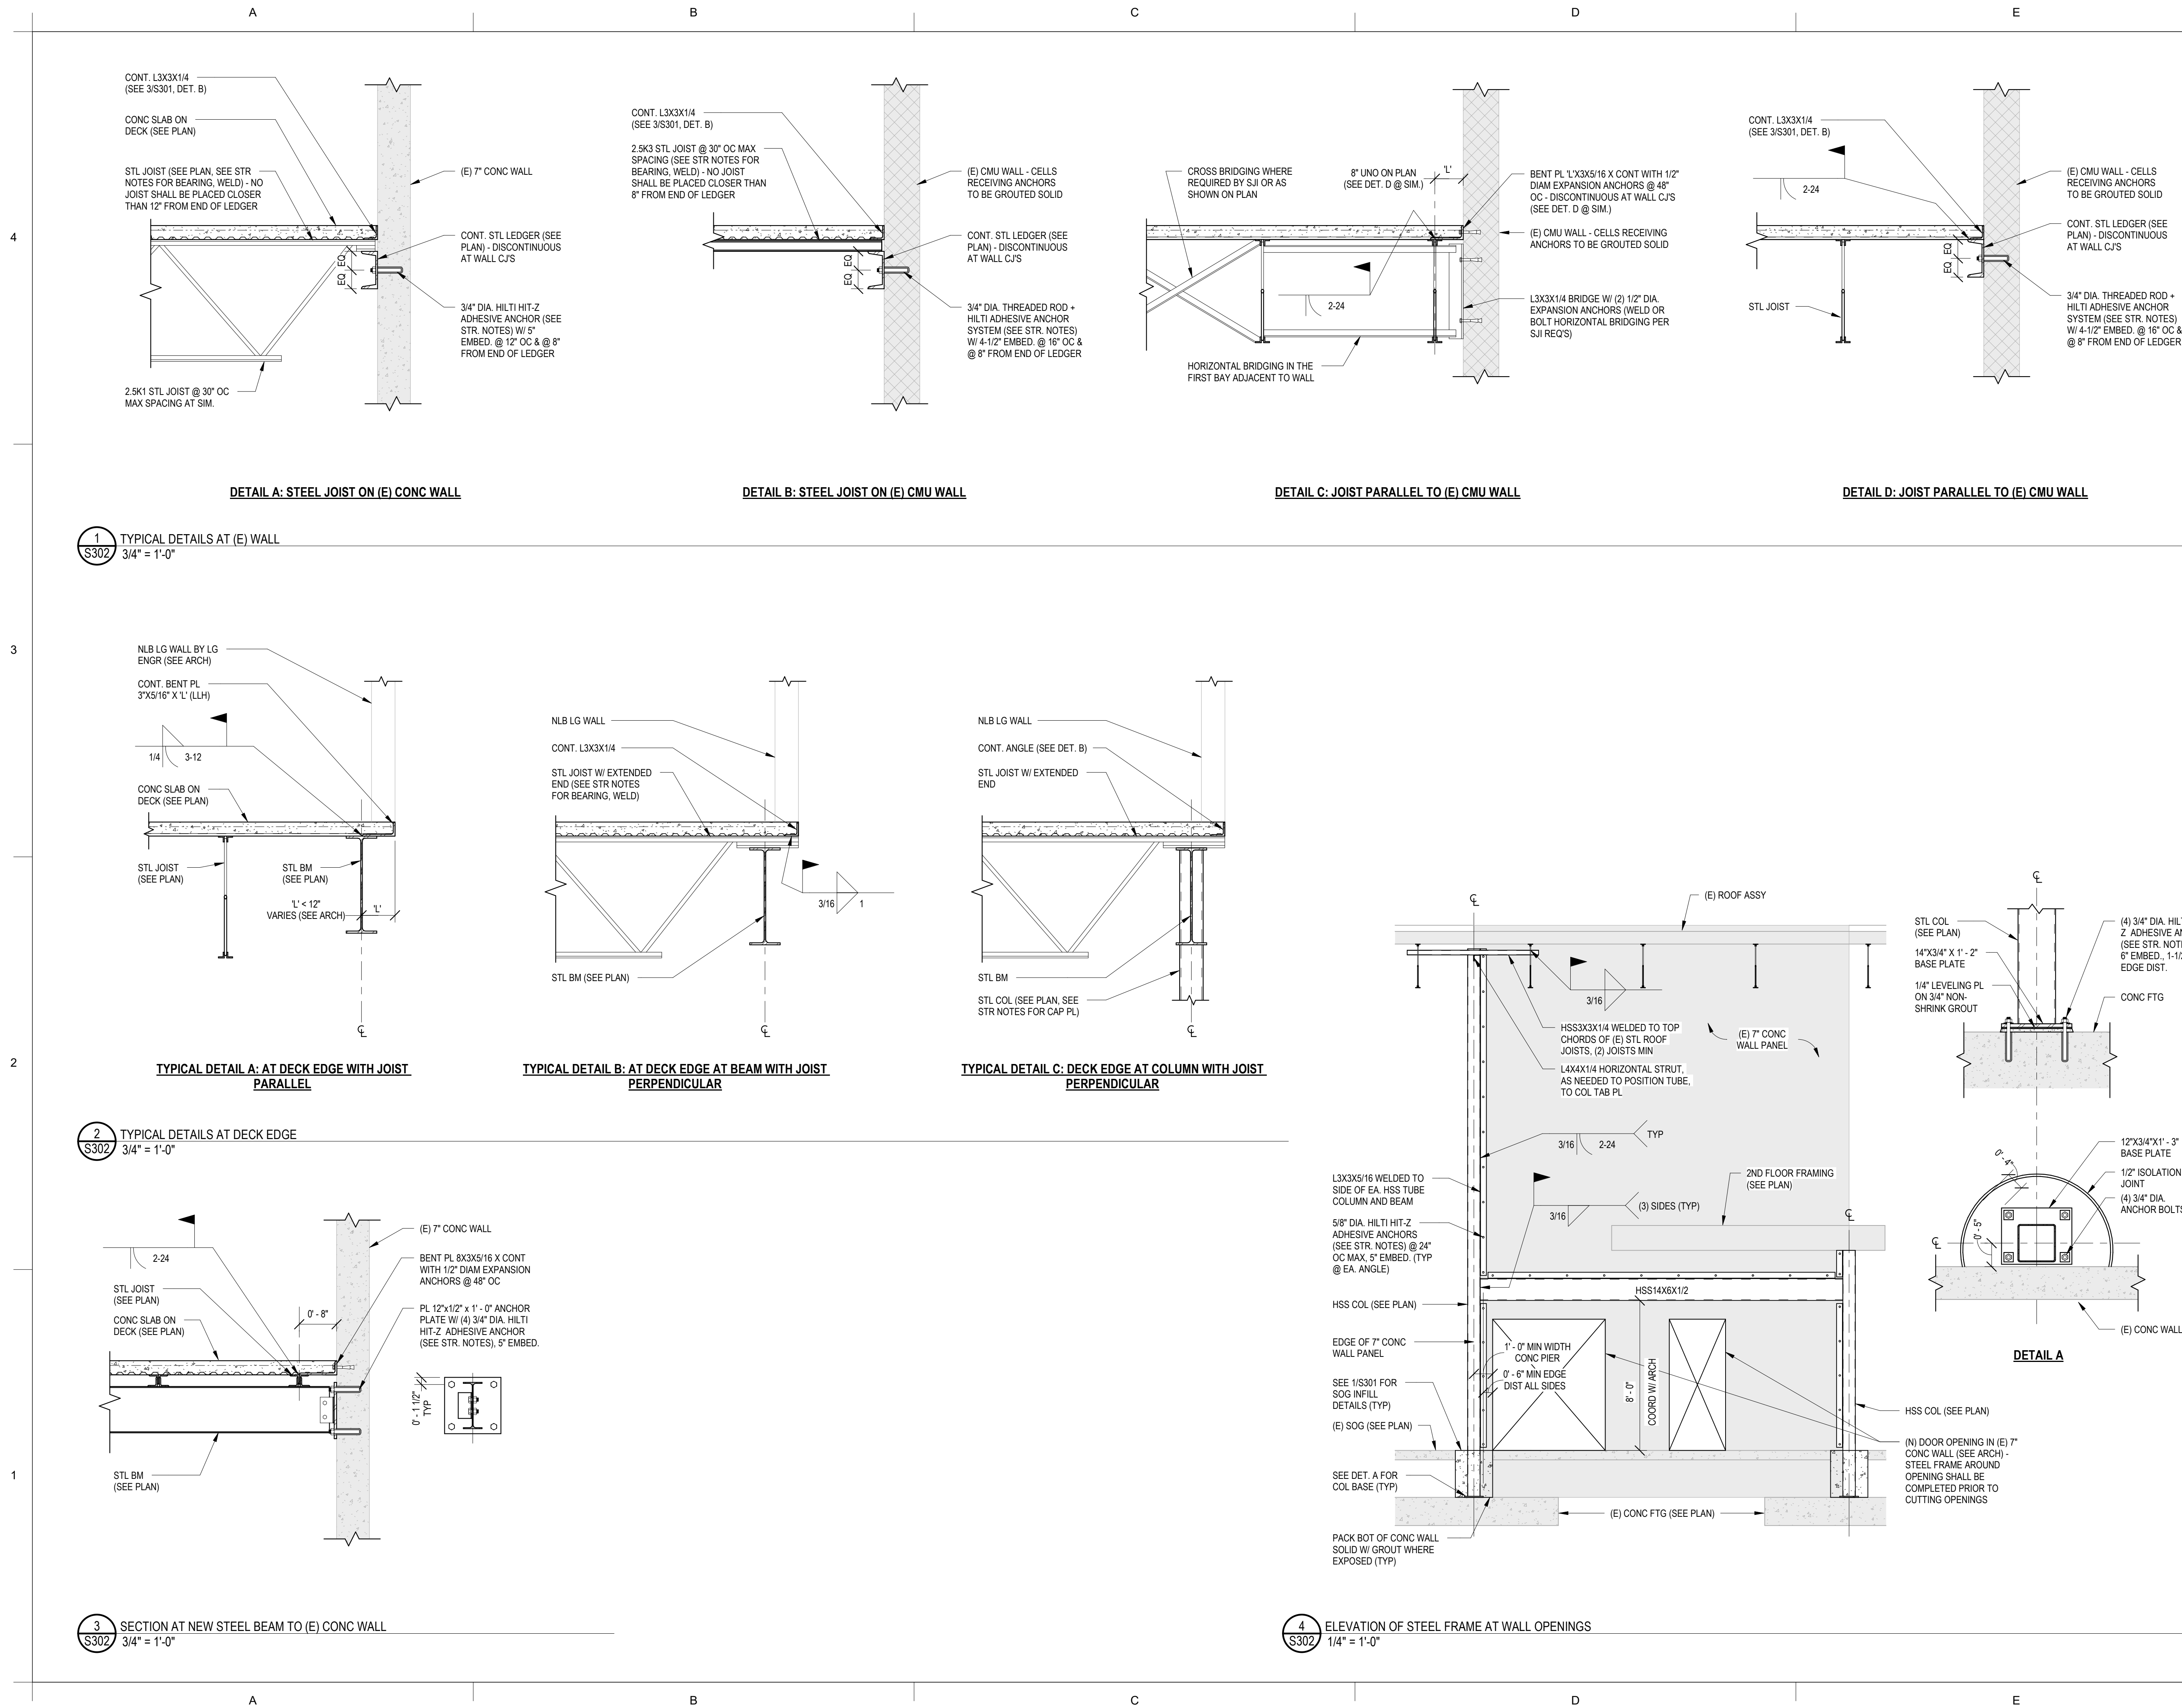 A
B
C
D
E
4
3
2
1
CONT. L3X3X1/4
(SEE 3/S301, DET. B)
CONC SLAB ON
DECK (SEE PLAN)
STL JOIST (SEE PLAN, SEE STR
NOTES FOR BEARING, WELD) - NO
JOIST SHALL BE PLACED CLOSER
THAN 12" FROM END OF LEDGER
2.5K1 STL JOIST @ 30" OC
MAX SPACING AT SIM.
EQ
EQ
(E) 7" CONC WALL
CONT. STL LEDGER (SEE
PLAN) - DISCONTINUOUS
AT WALL CJ'S
3/4" DIA. HILTI HIT-Z
ADHESIVE ANCHOR (SEE
STR. NOTES) W/ 5"
EMBED. @ 12" OC & @ 8"
FROM END OF LEDGER
DETAIL A: STEEL JOIST ON (E) CONC WALL
CONT. L3X3X1/4
(SEE 3/S301, DET. B)
2.5K3 STL JOIST @ 30" OC MAX
SPACING (SEE STR NOTES FOR
BEARING, WELD) - NO JOIST
SHALL BE PLACED CLOSER THAN
8" FROM END OF LEDGER
EQ
EQ
(E) CMU WALL - CELLS
RECEIVING ANCHORS
TO BE GROUTED SOLID
CONT. STL LEDGER (SEE
PLAN) - DISCONTINUOUS
AT WALL CJ'S
3/4" DIA. THREADED ROD +
HILTI ADHESIVE ANCHOR
SYSTEM (SEE STR. NOTES)
W/ 4-1/2" EMBED. @ 16" OC &
@ 8" FROM END OF LEDGER
DETAIL B: STEEL JOIST ON (E) CMU WALL
CROSS BRIDGING WHERE
REQUIRED BY SJI OR AS
SHOWN ON PLAN
8" UNO ON PLAN
(SEE DET. D @ SIM.)
'L'
2-24
HORIZONTAL BRIDGING IN THE
FIRST BAY ADJACENT TO WALL
BENT PL 'L'X3X5/16 X CONT WITH 1/2"
DIAM EXPANSION ANCHORS @ 48"
OC - DISCONTINUOUS AT WALL CJ'S
(SEE DET. D @ SIM.)
(E) CMU WALL - CELLS RECEIVING
ANCHORS TO BE GROUTED SOLID
L3X3X1/4 BRIDGE W/ (2) 1/2" DIA.
EXPANSION ANCHORS (WELD OR
BOLT HORIZONTAL BRIDGING PER
SJI REQ'S)
DETAIL C: JOIST PARALLEL TO (E) CMU WALL
CONT. L3X3X1/4
(SEE 3/S301, DET. B)
2-24
STL JOIST
EQ
EQ
(E) CMU WALL - CELLS
RECEIVING ANCHORS
TO BE GROUTED SOLID
CONT. STL LEDGER (SEE
PLAN) - DISCONTINUOUS
AT WALL CJ'S
3/4" DIA. THREADED ROD +
HILTI ADHESIVE ANCHOR
SYSTEM (SEE STR. NOTES)
W/ 4-1/2" EMBED. @ 16" OC &
@ 8" FROM END OF LEDGER
DETAIL D: JOIST PARALLEL TO (E) CMU WALL
1
S302
TYPICAL DETAILS AT (E) WALL
3/4" = 1'-0"
NLB LG WALL BY LG
ENGR (SEE ARCH)
CONT. BENT PL
3"X5/16" X 'L' (LLH)
1/4
3-12
CONC SLAB ON
DECK (SEE PLAN)
STL JOIST
(SEE PLAN)
STL BM
(SEE PLAN)
'L' < 12"
VARIES (SEE ARCH)
'L'
TYPICAL DETAIL A: AT DECK EDGE WITH JOIST
PARALLEL
NLB LG WALL
CONT. L3X3X1/4
STL JOIST W/ EXTENDED
END (SEE STR NOTES
FOR BEARING, WELD)
3/16
1
STL BM (SEE PLAN)
TYPICAL DETAIL B: AT DECK EDGE AT BEAM WITH JOIST
PERPENDICULAR
NLB LG WALL
CONT. ANGLE (SEE DET. B)
STL JOIST W/ EXTENDED
END
STL BM
STL COL (SEE PLAN, SEE
STR NOTES FOR CAP PL)
TYPICAL DETAIL C: DECK EDGE AT COLUMN WITH JOIST
PERPENDICULAR
2
S302
TYPICAL DETAILS AT DECK EDGE
3/4" = 1'-0"
2-24
STL JOIST
(SEE PLAN)
CONC SLAB ON
DECK (SEE PLAN)
0' - 8"
STL BM
(SEE PLAN)
(E) 7" CONC WALL
BENT PL 8X3X5/16 X CONT
WITH 1/2" DIAM EXPANSION
ANCHORS @ 48" OC
PL 12"x1/2" x 1' - 0" ANCHOR
PLATE W/ (4) 3/4" DIA. HILTI
HIT-Z ADHESIVE ANCHOR
(SEE STR. NOTES), 5" EMBED.
0' - 1 1/2"
TYP
3
S302
SECTION AT NEW STEEL BEAM TO (E) CONC WALL
3/4" = 1'-0"
(E) ROOF ASSY
3/16
HSS3X3X1/4 WELDED TO TOP
CHORDS OF (E) STL ROOF
JOISTS, (2) JOISTS MIN
L4X4X1/4 HORIZONTAL STRUT,
AS NEEDED TO POSITION TUBE,
TO COL TAB PL
(E) 7" CONC
WALL PANEL
3/16
2-24
TYP
2ND FLOOR FRAMING
(SEE PLAN)
3/16
(3) SIDES (TYP)
L3X3X5/16 WELDED TO
SIDE OF EA. HSS TUBE
COLUMN AND BEAM
5/8" DIA. HILTI HIT-Z
ADHESIVE ANCHORS
(SEE STR. NOTES) @ 24"
OC MAX, 5" EMBED. (TYP
@ EA. ANGLE)
HSS COL (SEE PLAN)
EDGE OF 7" CONC
WALL PANEL
SEE 1/S301 FOR
SOG INFILL
DETAILS (TYP)
(E) SOG (SEE PLAN)
SEE DET. A FOR
COL BASE (TYP)
PACK BOT OF CONC WALL
SOLID W/ GROUT WHERE
EXPOSED (TYP)
HSS14X6X1/2
1' - 0" MIN WIDTH
CONC PIER
0' - 6" MIN EDGE
DIST ALL SIDES
8' - 0"
COORD W/ ARCH
(E) CONC FTG (SEE PLAN)
HSS COL (SEE PLAN)
(N) DOOR OPENING IN (E) 7"
CONC WALL (SEE ARCH) -
STEEL FRAME AROUND
OPENING SHALL BE
COMPLETED PRIOR TO
CUTTING OPENINGS
STL COL
(SEE PLAN)
14"X3/4" X 1' - 2"
BASE PLATE
1/4" LEVELING PL
ON 3/4" NON-
SHRINK GROUT
(4) 3/4" DIA.
Z ADHESIVE
(SEE STR.
6" EMBED.,
EDGE DIST.
CONC FTG
0' - 4"
0' - 5"
12"X3/4"X1' - 3"
BASE PLATE
1/2" ISOLATION
JOINT
(4) 3/4" DIA.
ANCHOR BOLTS
(E) CONC WALL
DETAIL A
4
S302
ELEVATION OF STEEL FRAME AT WALL OPENINGS
1/4" = 1'-0"
A
B
C
D
E